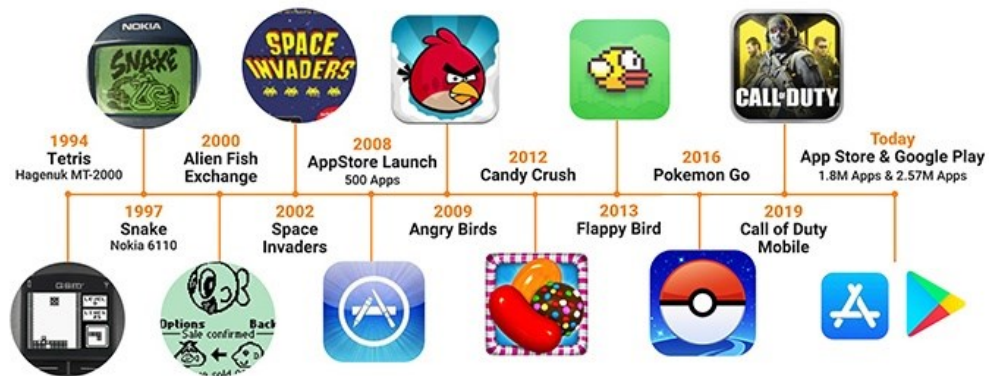 NOKIA
SNAKE
SPACE
INVADERS
CALL OF DUTY
1994
Tetris
Hagenuk MT-2000
2000
Alien Fish
Exchange
2008
AppStore Launch
500 Apps
2012
Candy Crush
2016
Pokemon Go
Today
App Store & Google Play
1.8M Apps & 2.57M Apps
1997
Snake
Nokia 6110
2002
Space
Invaders
2009
Angry Birds
2013
Flappy Bird
2019
Call of Duty
Mobile
Options Back
Sale confirmed